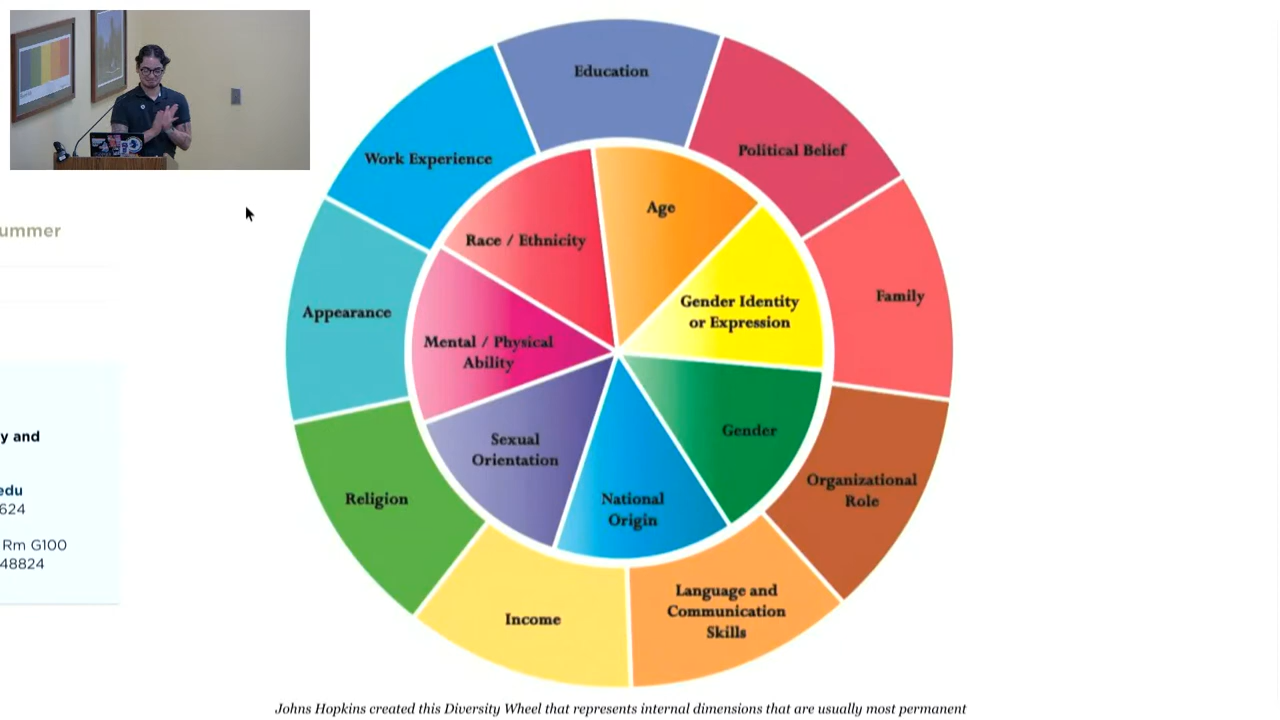 ummer
y and
edu
624
Rm G100
48824
Education
Political Belief
Work Experience
Family
Appearance
Organizational
Role
Religion
Language and
Communication
Skills
Income
Age
Race / Ethnicity
Gender Identity
or Expression
Mental / Physical
Ability
Gender
Sexual
Orientation
National
Origin
Johns Hopkins created this Diversity Wheel that represents internal dimensions that are usually most permanent